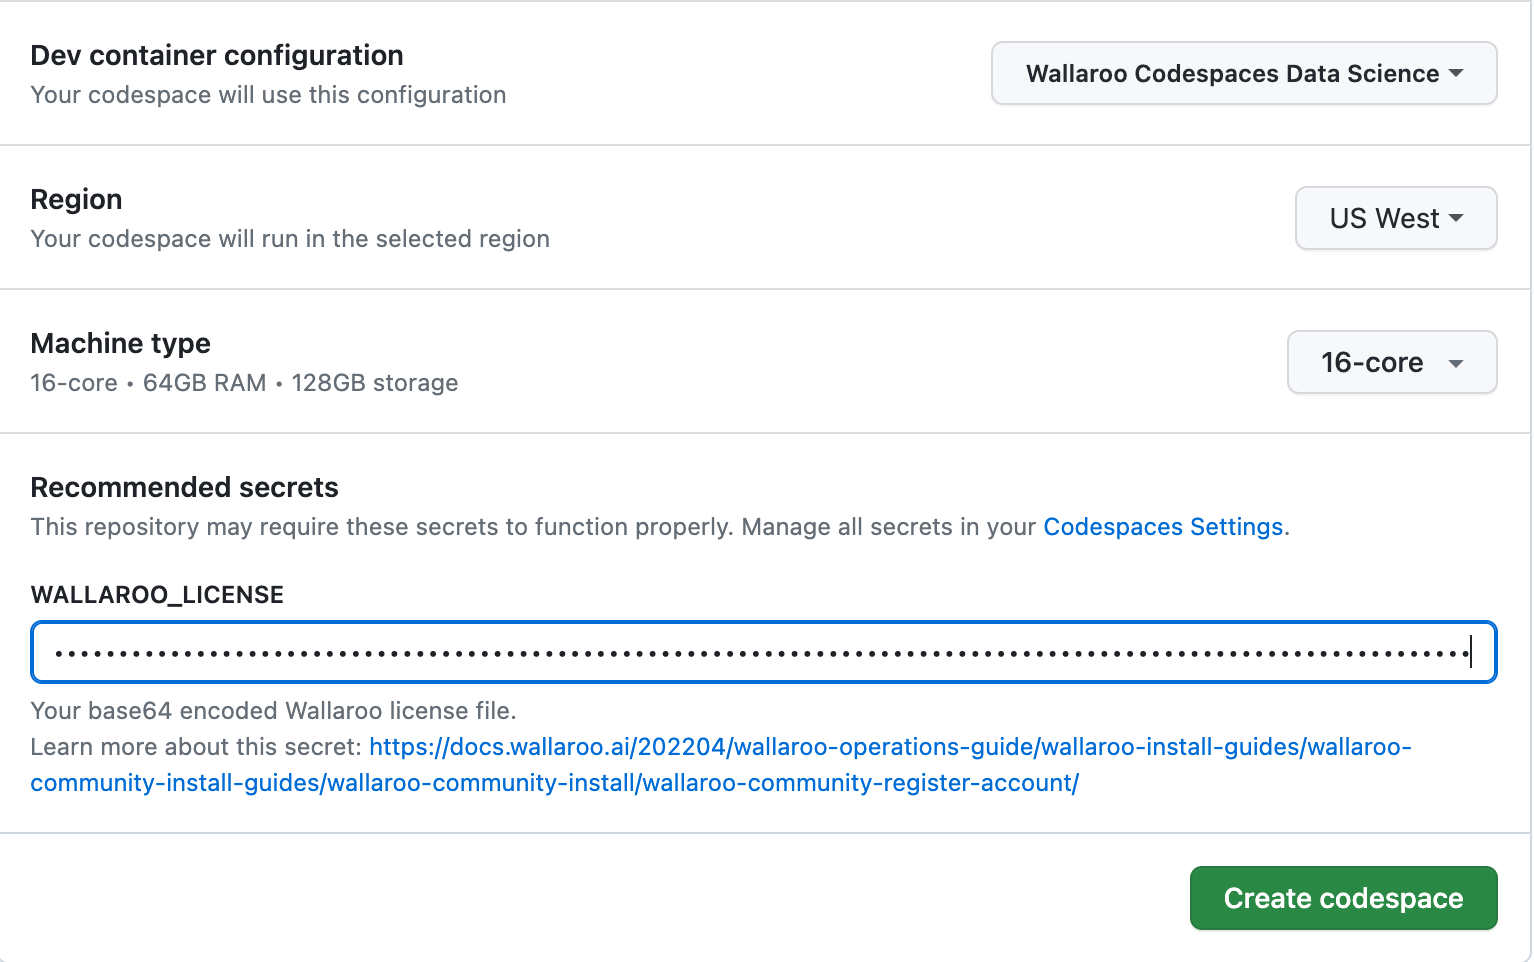 Dev container configuration
Your codespace will use this configuration
Wallaroo Codespaces Data Science
Region
Your codespace will run in the selected region
US West
Machine type
16-core • 64GB RAM • 128GB storage
16-core
Recommended secrets
This repository may require these secrets to function properly. Manage all secrets in your Codespaces Settings.
WALLAROO_LICENSE
Your base64 encoded Wallaroo license file.
Learn more about this secret: https://docs.wallaroo.ai/202204/wallaroo-operations-guide/wallaroo-install-guides/wallaroo-
community-install-guides/wallaroo-community-install/wallaroo-community-register-account/
Create codespace